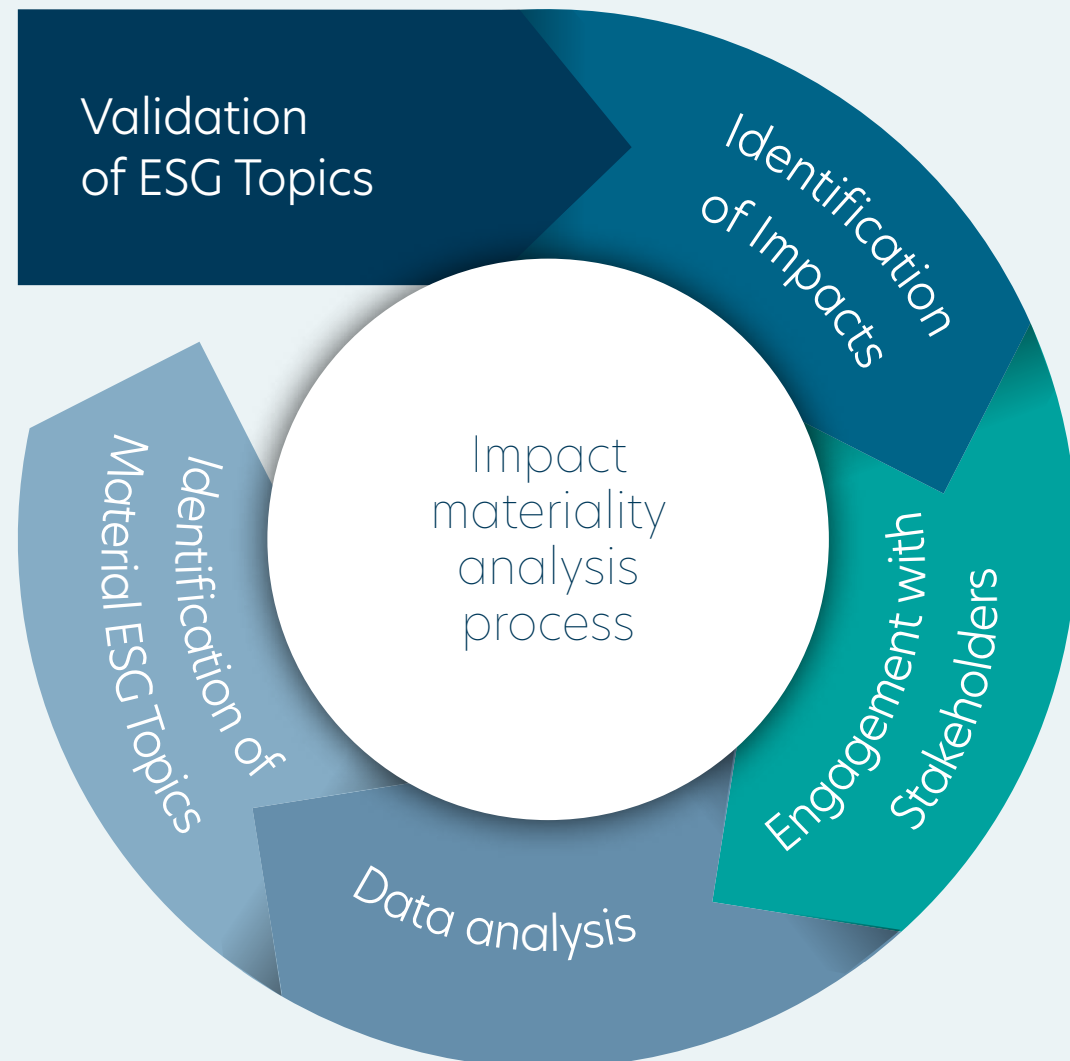 Validation
of ESG Topics
Identification
of Impacts
Engagement with
Stakeholders
Data analysis
Identification of
Material ESG Topics
Impact
materiality
analysis
process